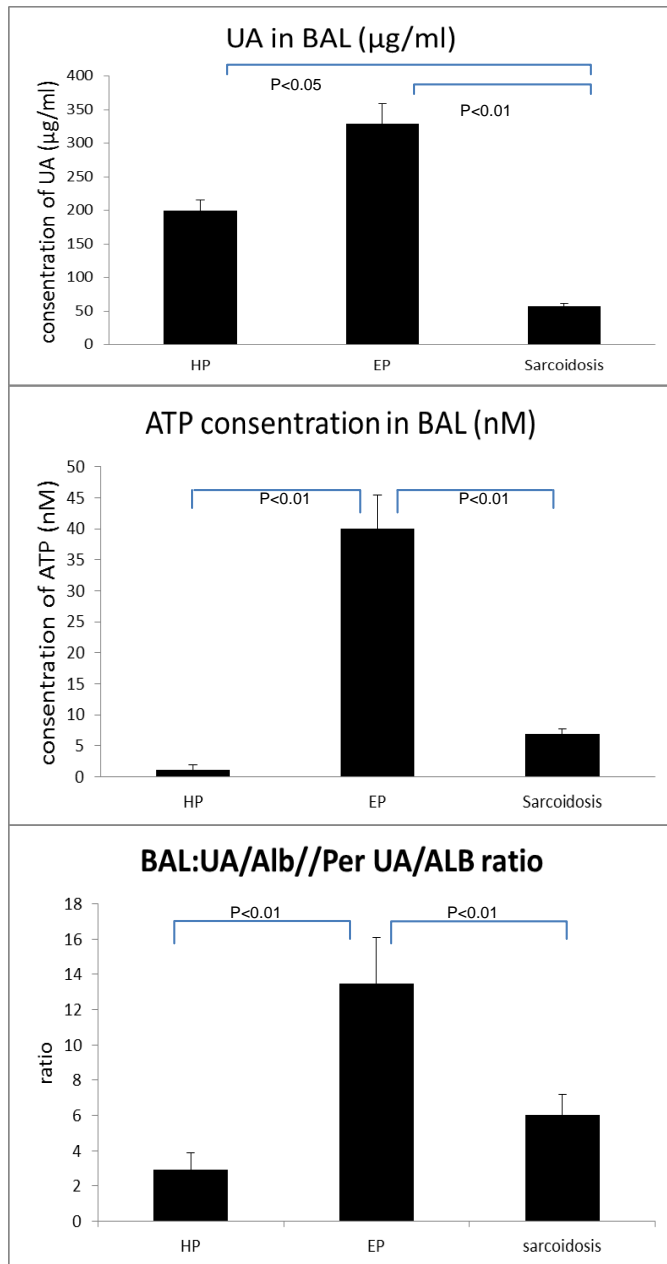 UA in BAL (µg/ml)
P<0.05
P<0.01
concentration of UA (µg/ml)
400
350
300
250
200
150
100
50
0
HP EP Sarcoidosis
ATP concentration in BAL (nM)
P<0.01 P<0.01
concentration of ATP (nM)
50
45
40
35
30
25
20
15
10
5
0
HP EP Sarcoidosis
BAL:UA/Alb//Per UA/ALB ratio
P<0.01 P<0.01
ratio
18
16
14
12
10
8
6
4
2
0
HP EP sarcoidosis